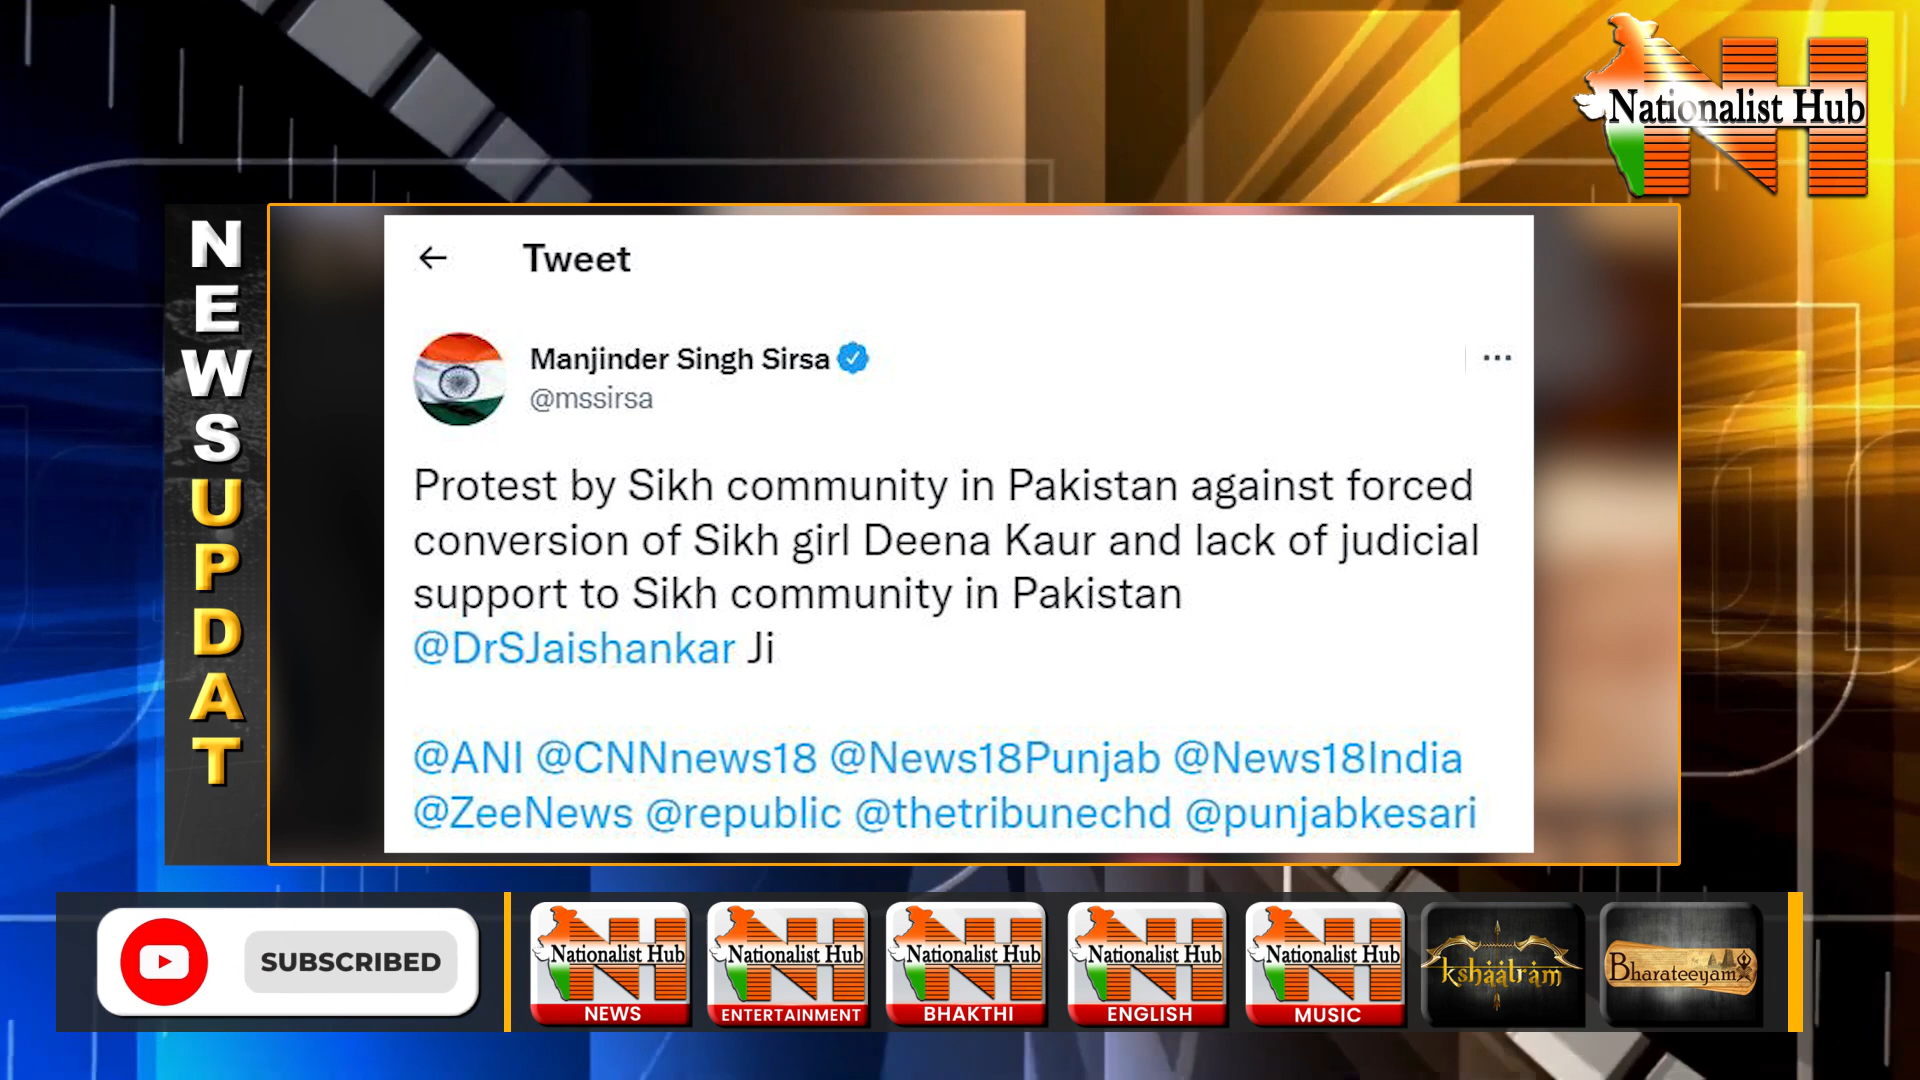 Nationalist Hub
NEWS UPDAT
Tweet
Manjinder Singh Sirsa
@mssirsa
Protest by Sikh community in Pakistan against forced
conversion of Sikh girl Deena Kaur and lack of judicial
support to Sikh community in Pakistan
@DrSJaishankar Ji
@ANI @CNNnews18 @News18Punjab @News18India
@ZeeNews @republic @thetribunechd @punjabkesari
SUBSCRIBED
Nationalist Hub
NEWS
Nationalist Hub
ENTERTAINMENT
Nationalist Hub
BHAKTHI
Nationalist Hub
ENGLISH
Nationalist Hub
MUSIC
kshaatram
Bharateeyam